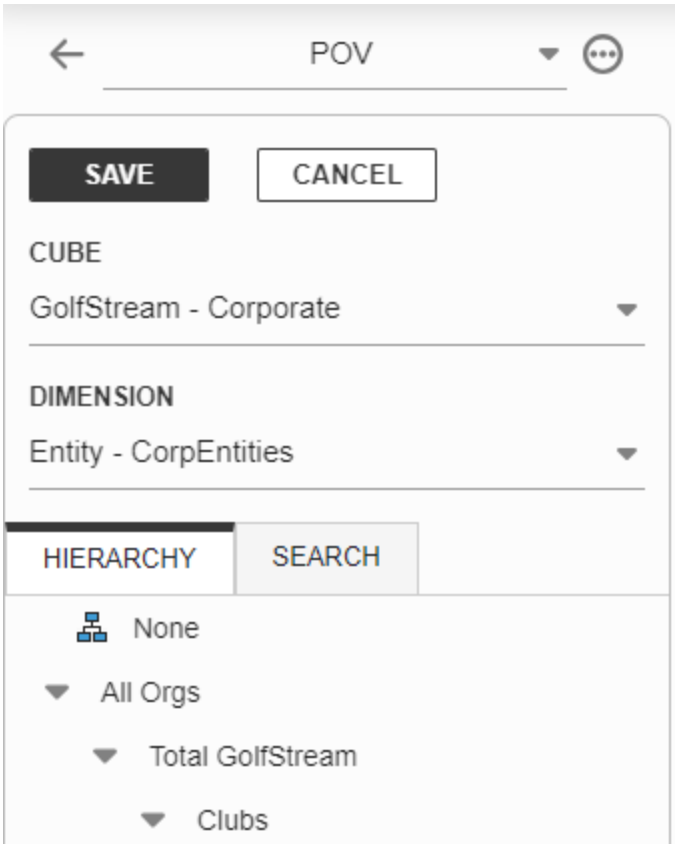 POV
SAVE CANCEL
CUBE
GolfStream - Corporate
DIMENSION
Entity - CorpEntities
HIERARCHY SEARCH
None
All Orgs
Total GolfStream
Clubs